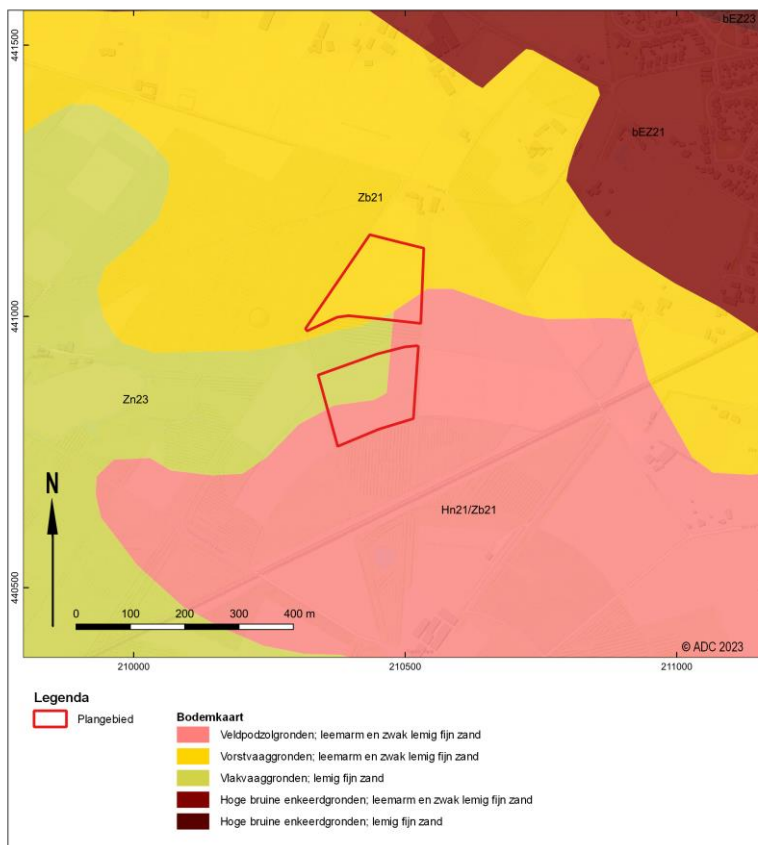 bEZ23
441500
bEZ21
Zb21
441000
Zn23
N
Hn21/Zb21
440500
0 100 200 300 400 m
© ADC 2023
210000 210500 211000
Legenda
Plangebied
Bodemkaart
Veldpodzolgronden; leemarm en zwak lemig fijn zand
Vorstvaaggronden; leemarm en zwak lemig fijn zand
Vlakvaaggronden; lemig fijn zand
Hoge bruine enkeerdgronden; leemarm en zwak lemig fijn zand
Hoge bruine enkeerdgronden; lemig fijn zand